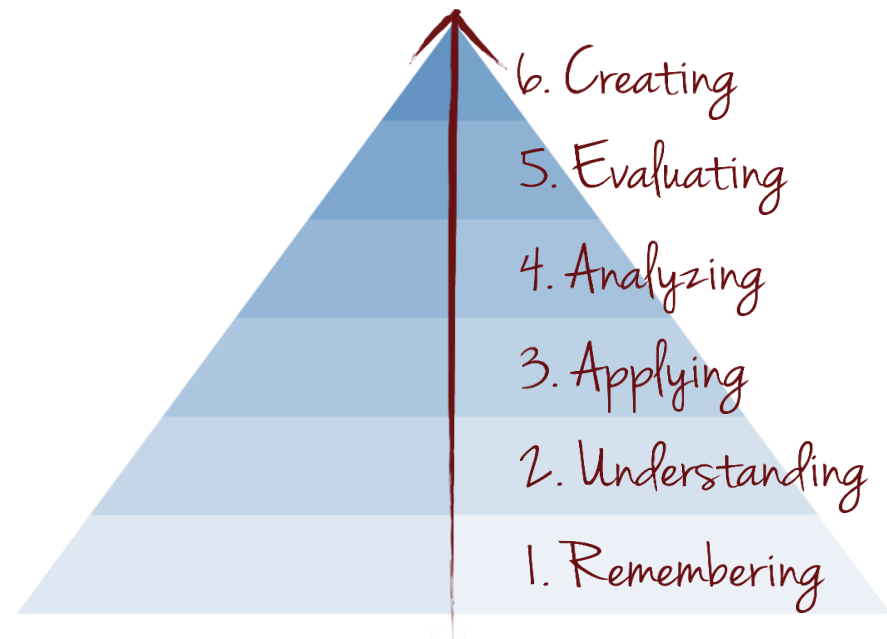 6. Creating
5. Evaluating
4. Analyzing
3. Applying
2. Understanding
1. Remembering